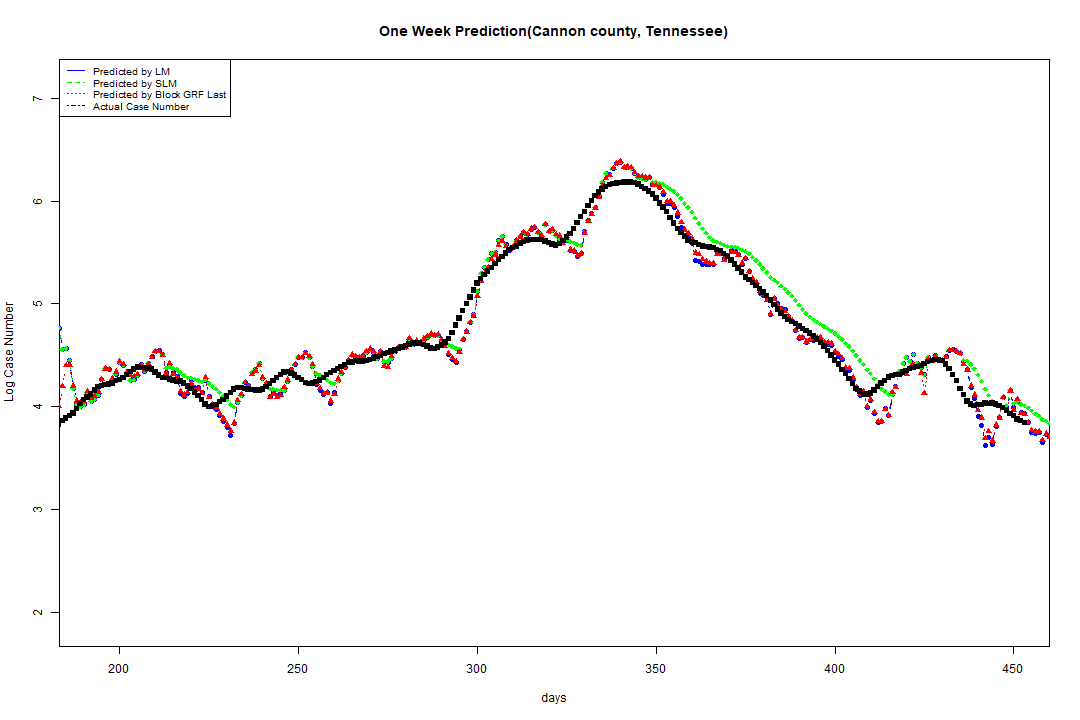 One Week Prediction(Cannon county, Tennessee)
Predicted by LM
Predicted by SLM
Predicted by Block GRF Last
Actual Case Number
7
6
5
4
3
2
Log Case Number
200 250 300 350 400 450
days